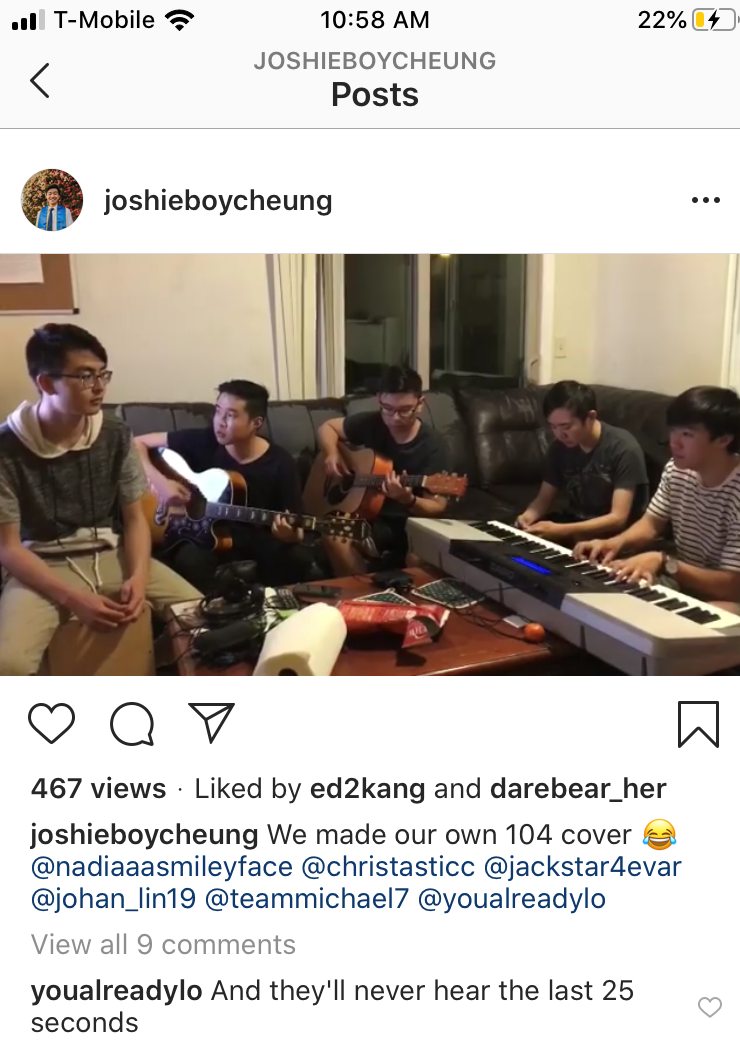 T-Mobile 10:58 AM 22%
JOSHIEBOYCHEUNG
Posts
joshieboycheung
467 views · Liked by ed2kang and darebear_her
joshieboycheung We made our own 104 cover 😂
@nadiaaasmileyface @christasticc @jackstar4evar
@johan_lin19 @teammichael7 @youalreadylo
View all 9 comments
youalreadylo And they'll never hear the last 25
seconds